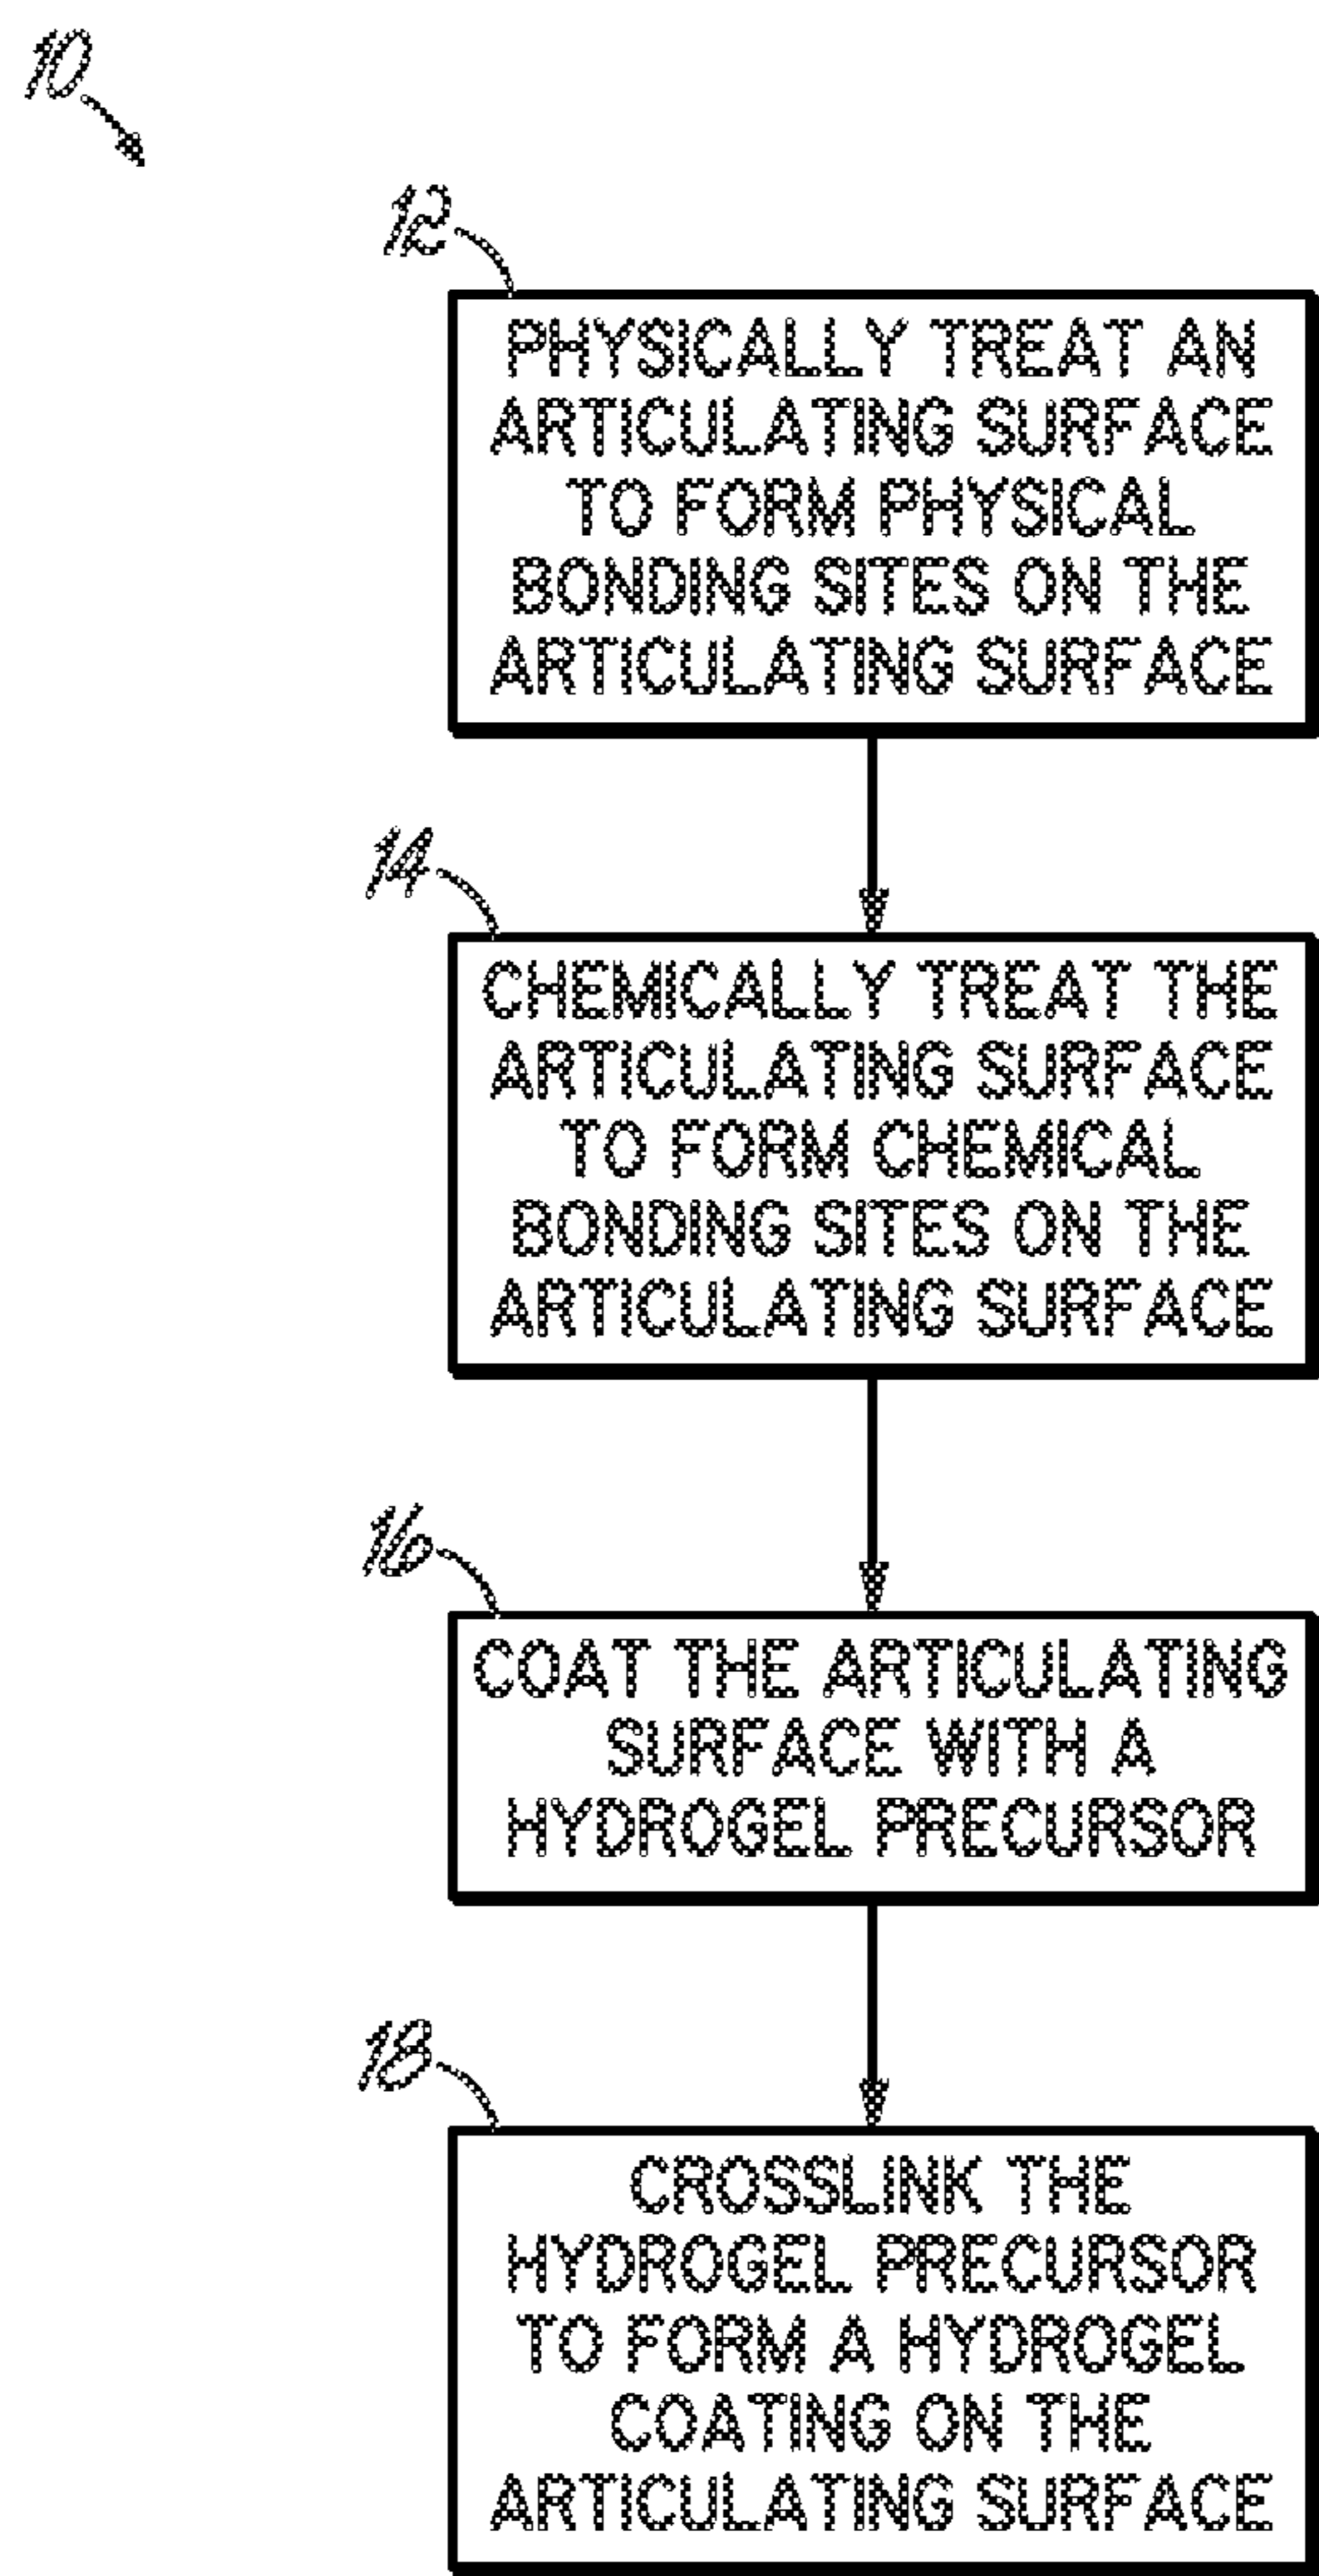 10
12
PHYSICALLY TREAT AN
ARTICULATING SURFACE
TO FORM PHYSICAL
BONDING SITES ON THE
ARTICULATING SURFACE
14
CHEMICALLY TREAT THE
ARTICULATING SURFACE
TO FORM CHEMICAL
BONDING SITES ON THE
ARTICULATING SURFACE
16
COAT THE ARTICULATING
SURFACE WITH A
HYDROGEL PRECURSOR
18
CROSSLINK THE
HYDROGEL PRECURSOR
TO FORM A HYDROGEL
COATING ON THE
ARTICULATING SURFACE